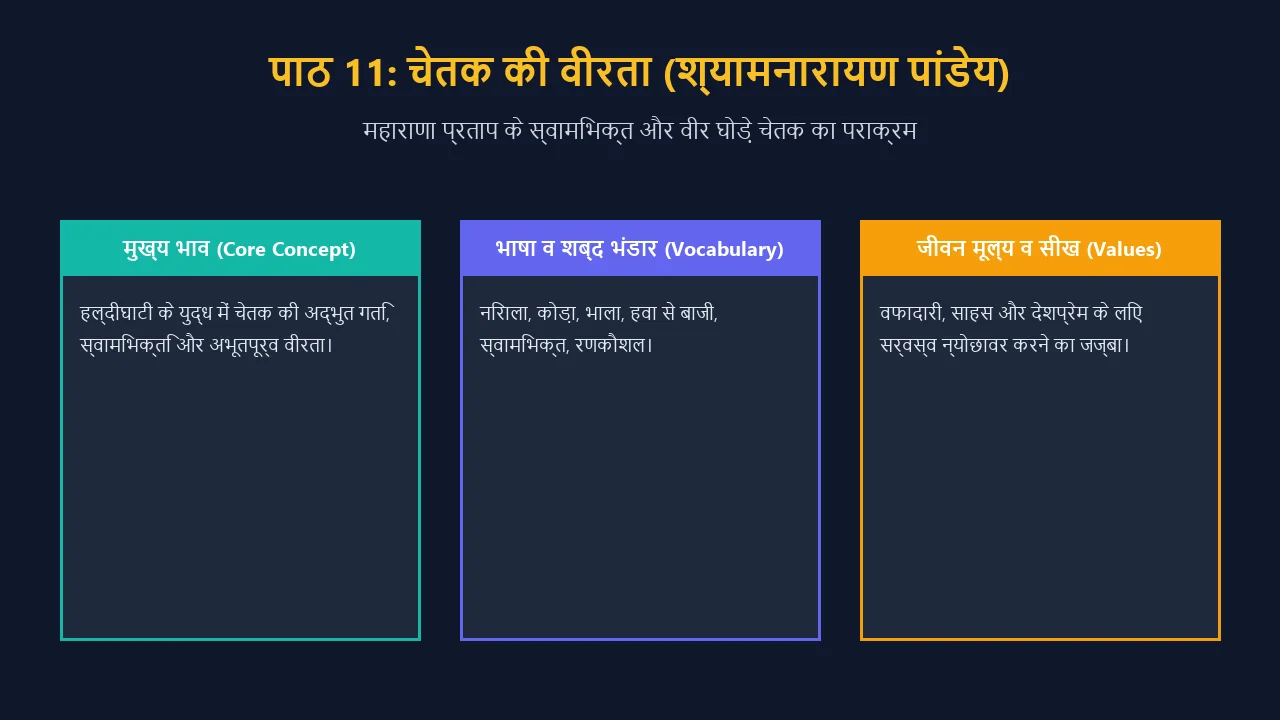 पाठ 11: चेतक की वीरता (श्यामनारायण पांडेय)
महाराणा प्रताप के स्वामिभक्त और वीर घोड़े चेतक का पराक्रम
मुख्य भाव (Core Concept)
हल्दीघाटी के युद्ध में चेतक की अद्भुत गति,
स्वामिभक्ति और अभूतपूर्व वीरता।
भाषा व शब्द भंडार (Vocabulary)
निराला, कोड़ा, भाला, हवा से बाजी,
स्वामिभक्त, रणकौशल।
जीवन मूल्य व सीख (Values)
वफादारी, साहस और देशप्रेम के लिए
सर्वस्व न्योछावर करने का जज्बा।